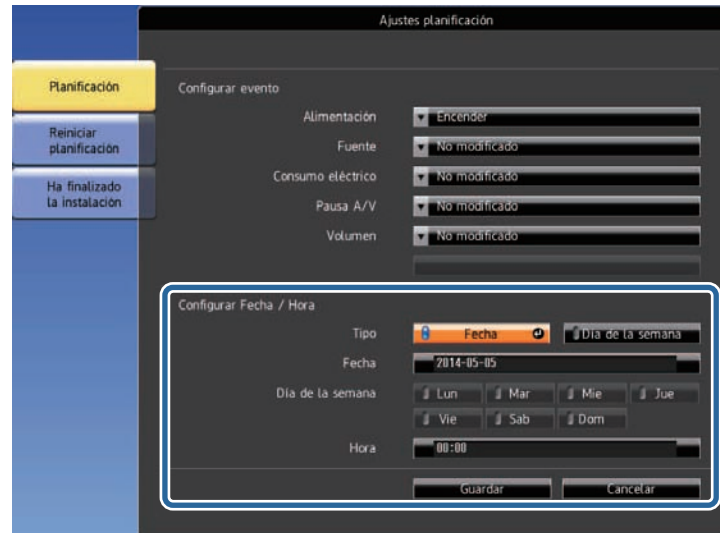 Ajustes planificación
Planificación
Reiniciar
planificación
Ha finalizado
la instalación
Configurar evento
Alimentación Encender
Fuente No modificado
Consumo eléctrico No modificado
Pausa A/V No modificado
Volumen No modificado
Configurar Fecha / Hora
Tipo Fecha Día de la semana
Fecha 2014-05-05
Día de la semana Lun Mar Mie Jue
Vie Sab Dom
Hora 00:00
Guardar Cancelar